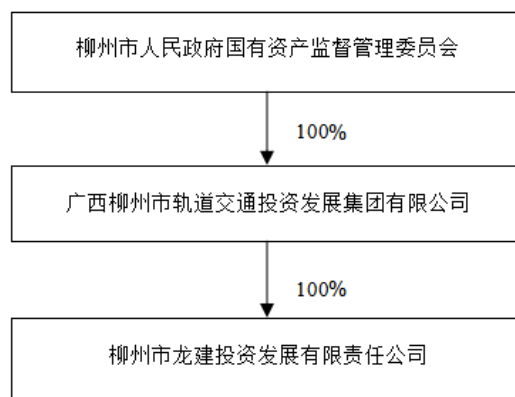 柳州市人民政府国有资产监督管理委员会
100%
广西柳州市轨道交通投资发展集团有限公司
100%
柳州市龙建投资发展有限责任公司